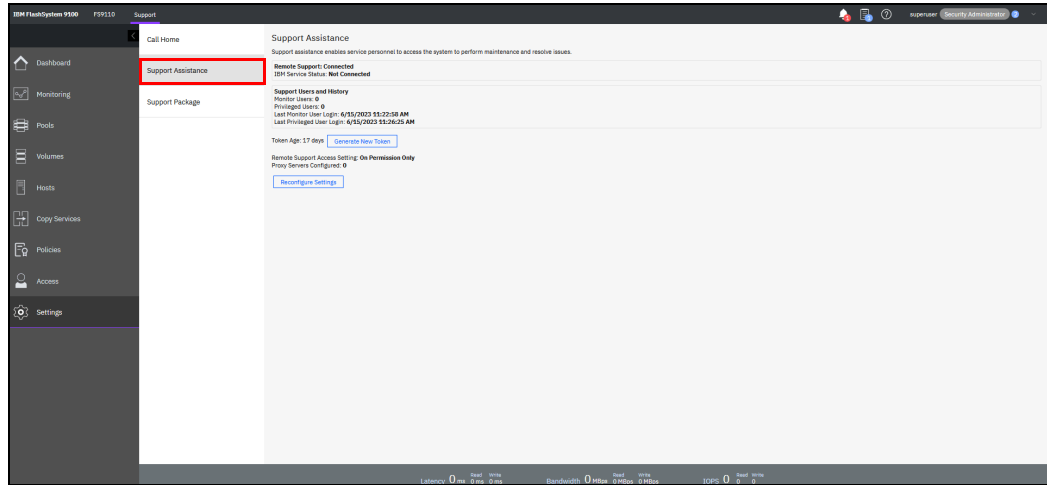 IBM FlashSystem 9100 FS9110 Support superuser Security Administrator 2
Dashboard
Monitoring
Pools
Volumes
Hosts
Copy Services
Policies
Access
Settings
Call Home
Support Assistance
Support Package
Support Assistance
Support assistance enables service personnel to access the system to perform maintenance and resolve issues.
Remote Support: Connected
IBM Service Status: Not Connected
Support Users and History
Monitor Users: 0
Privileged Users: 0
Last Monitor User Login: 6/15/2023 11:22:58 AM
Last Privileged User Login: 6/15/2023 11:26:25 AM
Token Age: 17 days Generate New Token
Remote Support Access Setting: On Permission Only
Proxy Servers Configured: 0
Reconfigure Settings
Read Write Read Write Read Write
Latency 0 ms 0 ms 0 ms Bandwidth 0 MBps 0 MBps 0 MBps IOPS 0 0 0